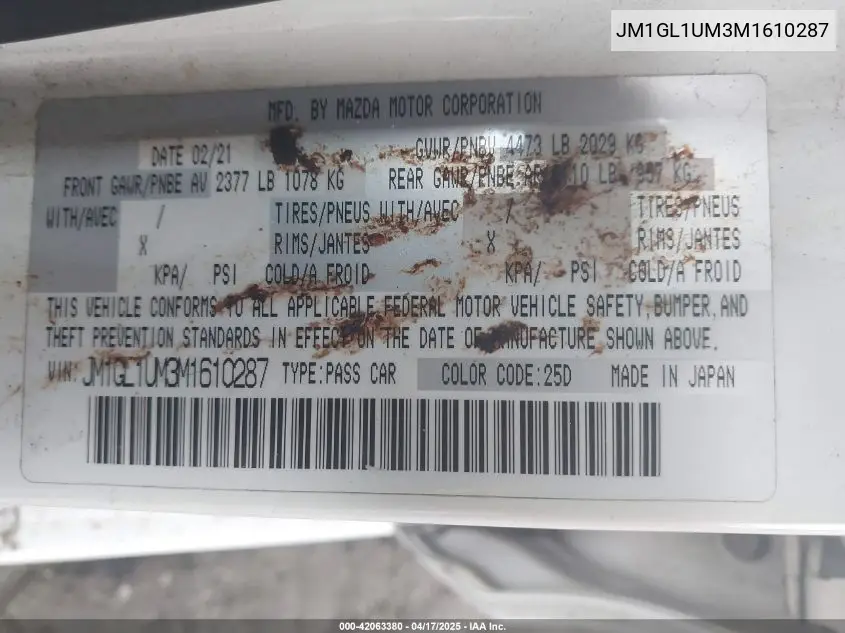 JM1GL1UM3M1610287
MFD. BY MAZDA MOTOR CORPORATION
DATE 02/21 GVWR/PNBV 4473 LB 2029 KG
FRONT GAWR/PNBE AV 2377 LB 1078 KG REAR GAWR/PNBE LB 957 KG
WITH/AVEC / TIRES/PNEUS WITH/AVEC / TIRES/PNEUS
X RIMS/JANTES X RIMS/JANTES
KPA/ PSI COLD/A FROID KPA/ PSI COLD/A FROID
THIS VEHICLE CONFORMS TO ALL APPLICABLE FEDERAL MOTOR VEHICLE SAFETY, BUMPER, AND
THEFT PREVENTION STANDARDS IN EFFECT ON THE DATE OF MANUFACTURE SHOWN ABOVE.
VIN: JM1GL1UM3M1610287 TYPE:PASS CAR COLOR CODE:25D MADE IN JAPAN
000-42063380 - 04/17/2025 - IAA Inc.